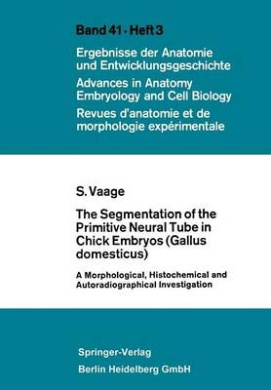 Band 41 • Heft 3
Ergebnisse der Anatomie
und Entwicklungsgeschichte
Advances in Anatomy
Embryology and Cell Biology
Revues d'anatomie et de
morphologie expérimentale
S. Vaage
The Segmentation of the
Primitive Neural Tube in
Chick Embryos (Gallus
domesticus)
A Morphological, Histochemical and
Autoradiographical Investigation
Springer-Verlag
Berlin Heidelberg GmbH